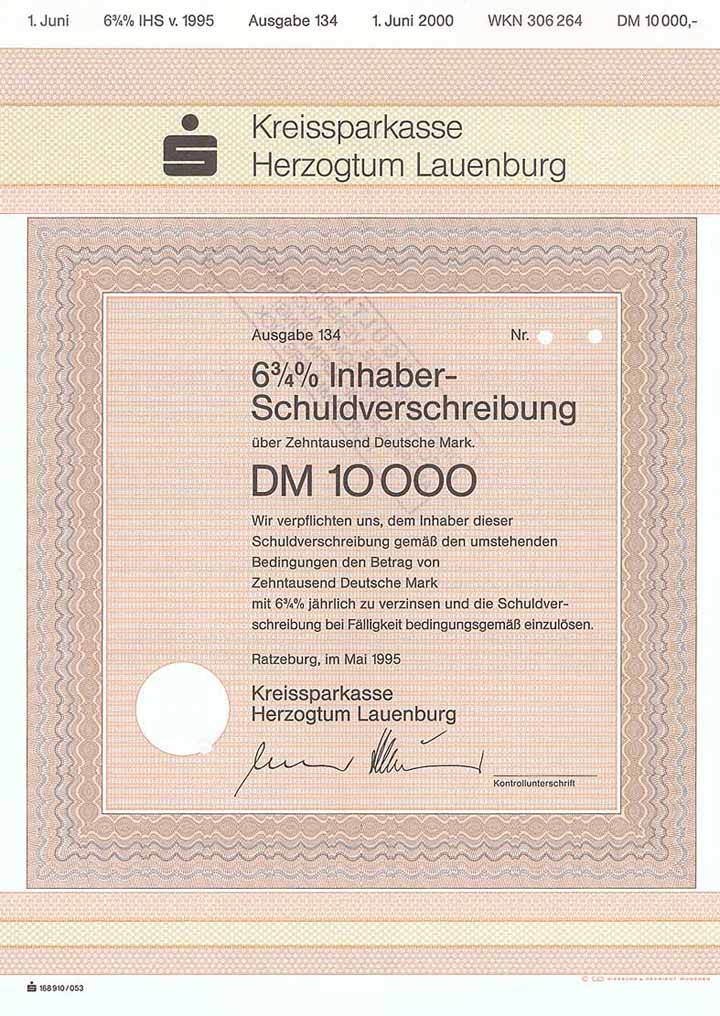 1. Juni 6¾% IHS v. 1995 Ausgabe 134 1. Juni 2000 WKN 306 264 DM 10 000,-
Kreissparkasse
Herzogtum Lauenburg
Ausgabe 134 Nr.
6¾% Inhaber-
Schuldverschreibung
über Zehntausend Deutsche Mark.
DM 10 000
Wir verpflichten uns, dem Inhaber dieser
Schuldverschreibung gemäß den umstehenden
Bedingungen den Betrag von
Zehntausend Deutsche Mark
mit 6¾% jährlich zu verzinsen und die Schuldver-
schreibung bei Fälligkeit bedingungsgemäß einzulösen.
Ratzeburg, im Mai 1995
Kreissparkasse
Herzogtum Lauenburg
Kontrollunterschrift
168 910/053